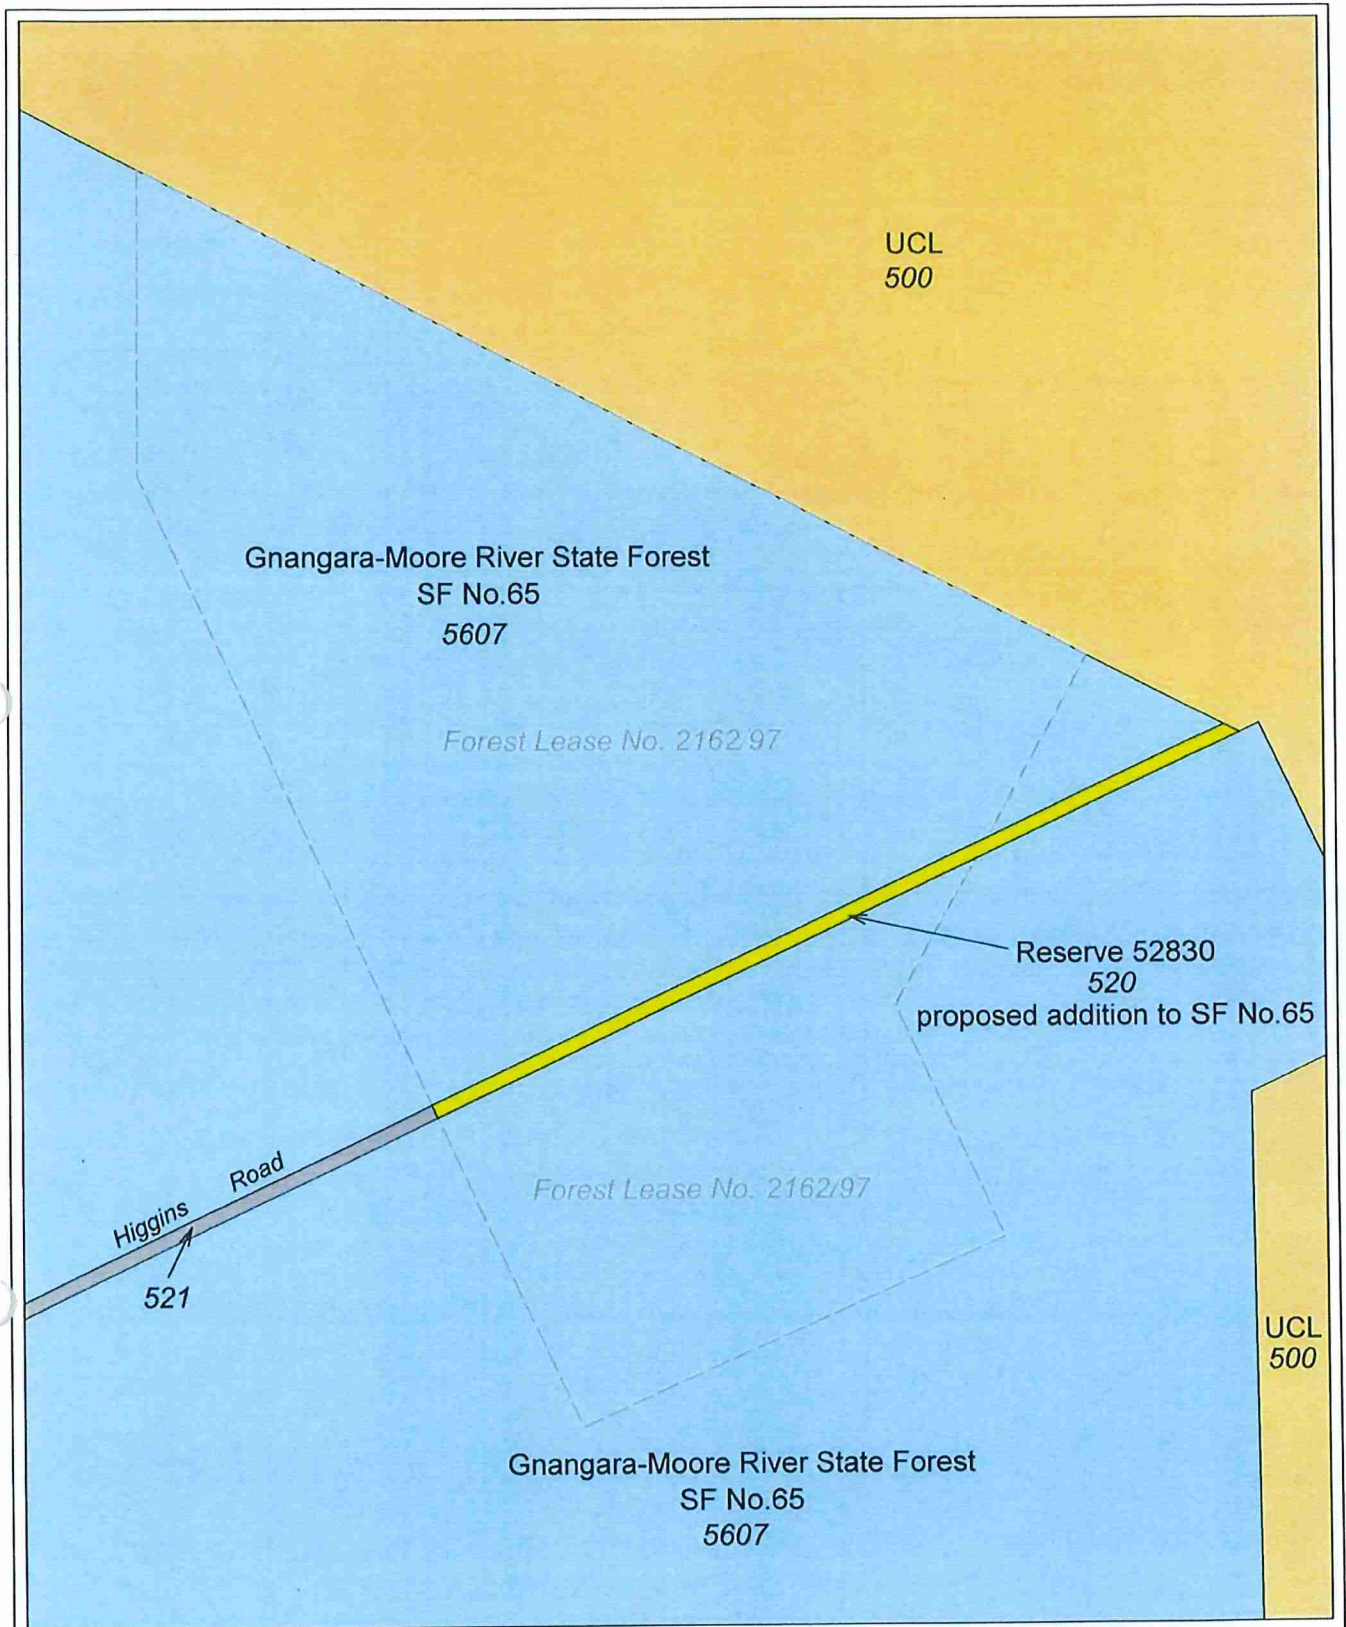 UCL
500
Gnangara-Moore River State Forest
SF No.65
5607
Forest Lease No. 2162/97
Reserve 52830
520
proposed addition to SF No.65
Higgins Road
521
Forest Lease No. 2162/97
UCL
500
Gnangara-Moore River State Forest
SF No.65
5607